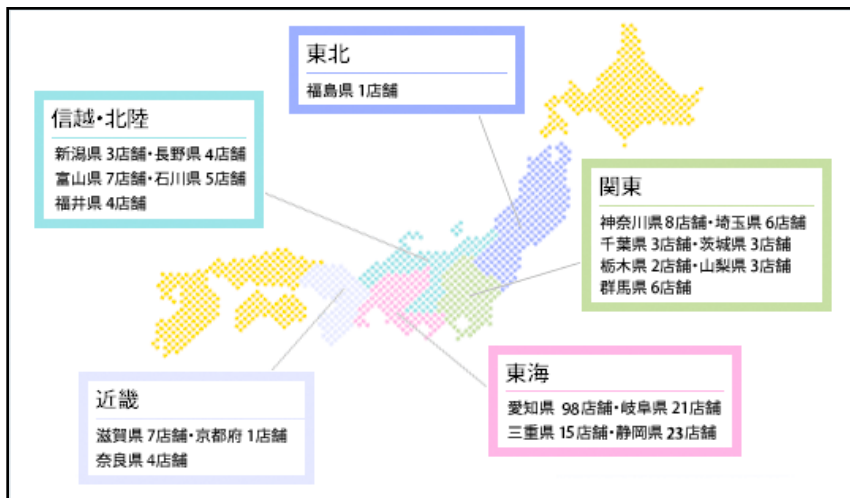 東北
福島県 1店舗
信越・北陸
新潟県 3店舗・長野県 4店舗
富山県 7店舗・石川県 5店舗
福井県 4店舗
関東
神奈川県 8店舗・埼玉県 6店舗
千葉県 3店舗・茨城県 3店舗
栃木県 2店舗・山梨県 3店舗
群馬県 6店舗
近畿
滋賀県 7店舗・京都府 1店舗
奈良県 4店舗
東海
愛知県 98店舗・岐阜県 21店舗
三重県 15店舗・静岡県 23店舗